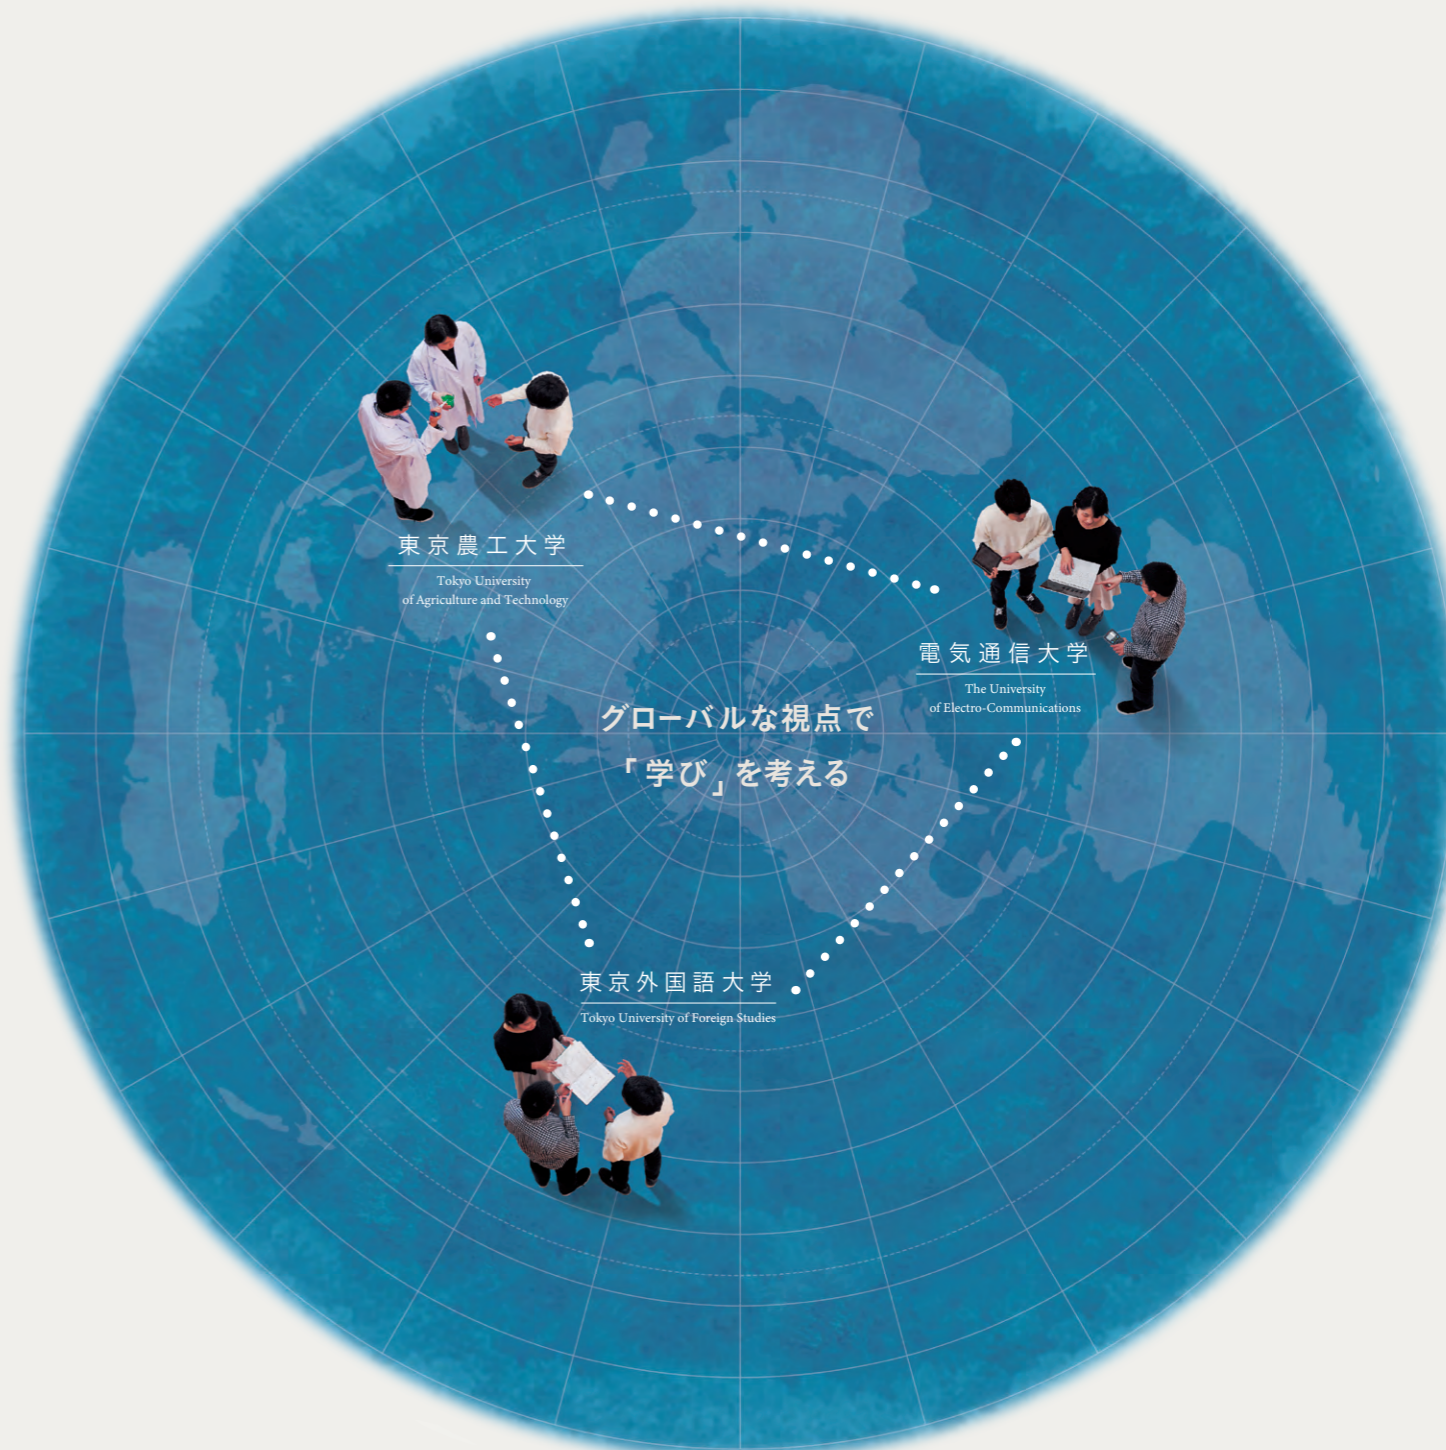 東京農工大学
Tokyo University
of Agriculture and Technology
電気通信大学
The University
of Electro-Communications
グローバルな視点で
「学び」を考える
東京外国語大学
Tokyo University of Foreign Studies